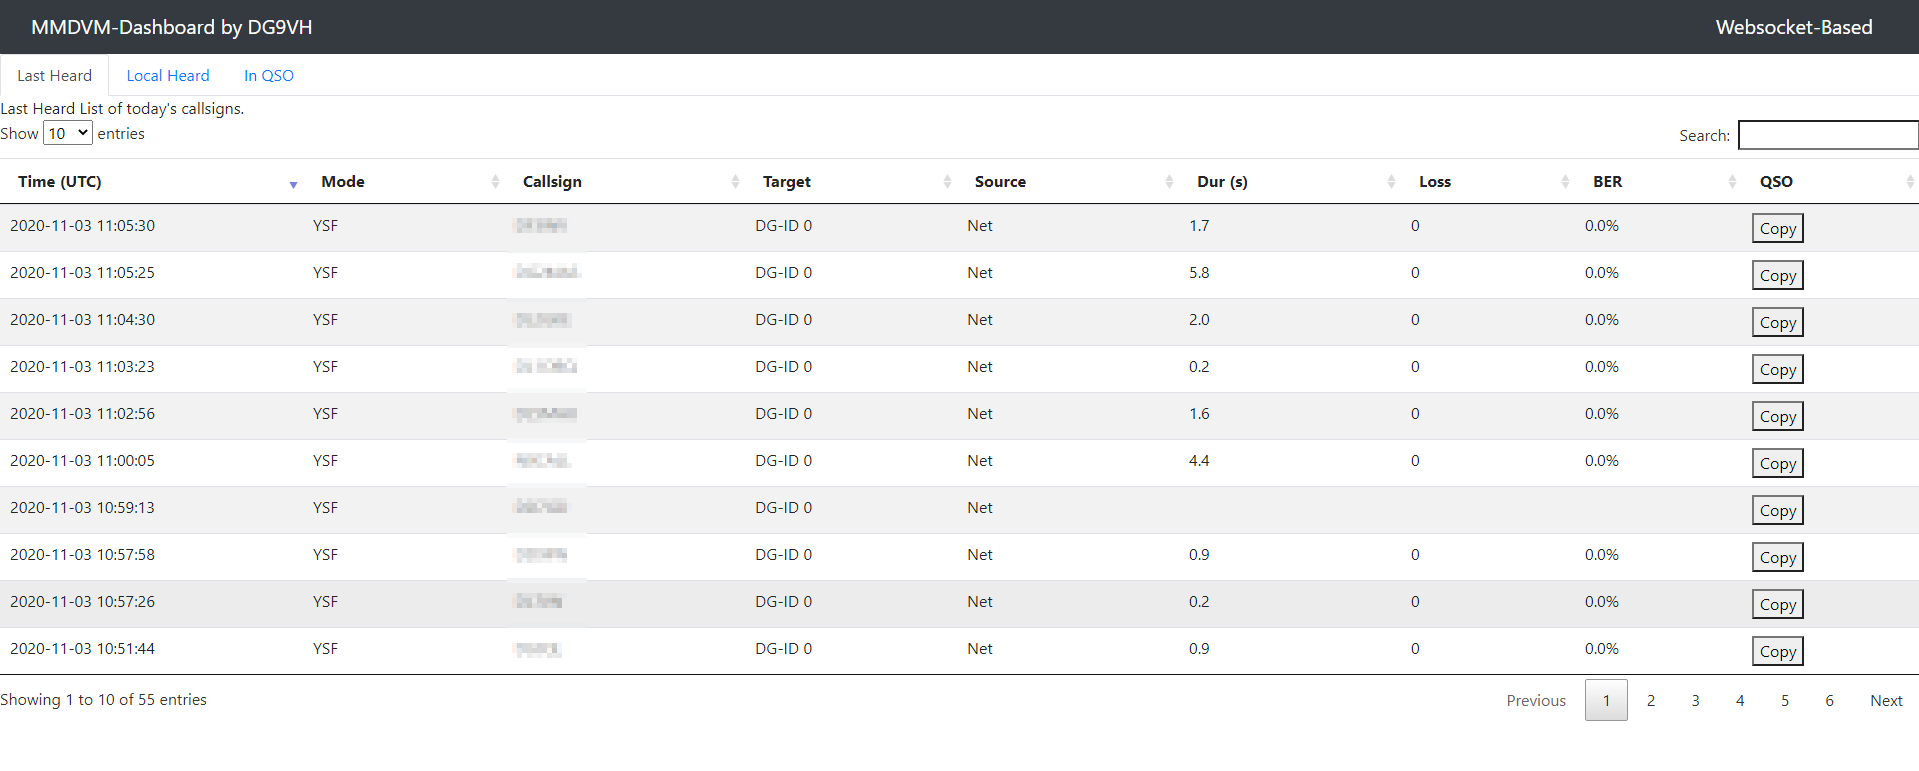 MMDVM-Dashboard by DG9VH Websocket-Based
Last Heard Local Heard In QSO
Last Heard List of today's callsigns.
Show 10 entries Search:
Time (UTC) Mode Callsign Target Source Dur (s) Loss BER QSO
2020-11-03 11:05:30 YSF DG-ID 0 Net 1.7 0 0.0% Copy
2020-11-03 11:05:25 YSF DG-ID 0 Net 5.8 0 0.0% Copy
2020-11-03 11:04:30 YSF DG-ID 0 Net 2.0 0 0.0% Copy
2020-11-03 11:03:23 YSF DG-ID 0 Net 0.2 0 0.0% Copy
2020-11-03 11:02:56 YSF DG-ID 0 Net 1.6 0 0.0% Copy
2020-11-03 11:00:05 YSF DG-ID 0 Net 4.4 0 0.0% Copy
2020-11-03 10:59:13 YSF DG-ID 0 Net Copy
2020-11-03 10:57:58 YSF DG-ID 0 Net 0.9 0 0.0% Copy
2020-11-03 10:57:26 YSF DG-ID 0 Net 0.2 0 0.0% Copy
2020-11-03 10:51:44 YSF DG-ID 0 Net 0.9 0 0.0% Copy
Showing 1 to 10 of 55 entries Previous 1 2 3 4 5 6 Next